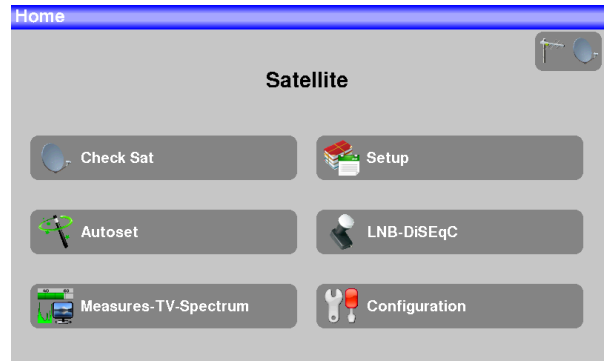 Home
Satellite
Check Sat
Setup
Autoset
LNB-DiSEqC
Measures-TV-Spectrum
Configuration